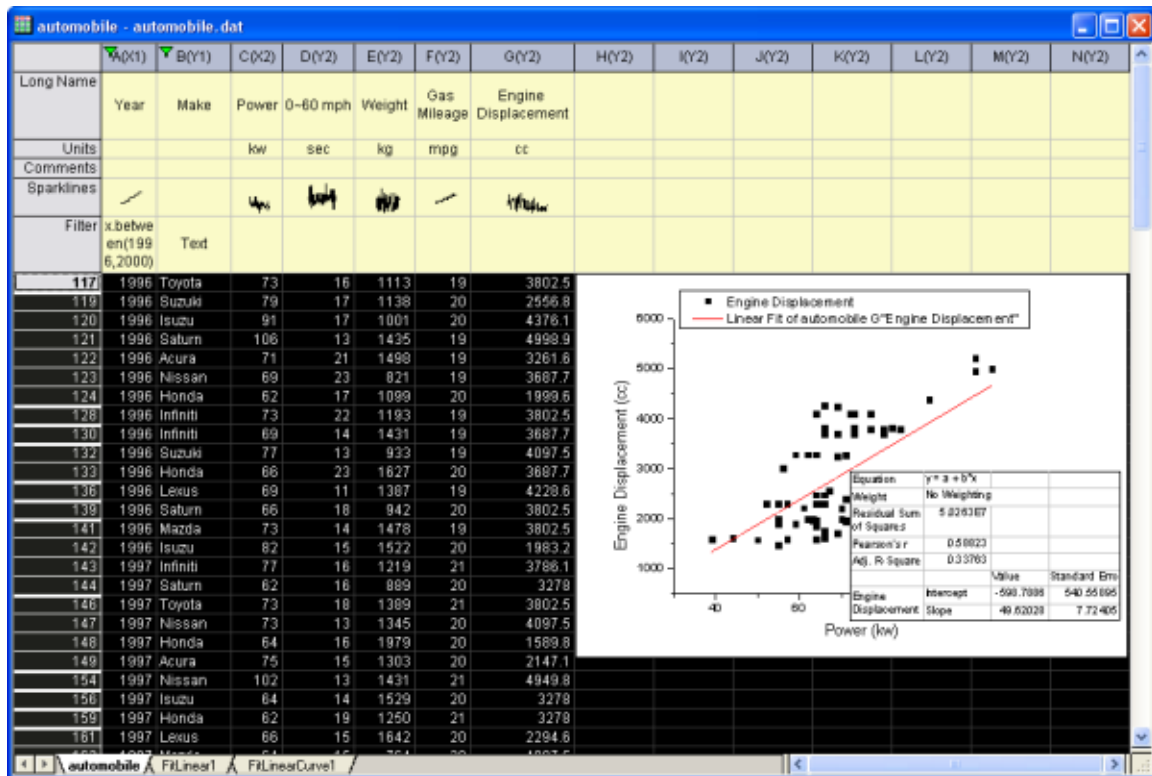 automobile - automobile.dat
A(X1) B(Y1) C(X2) D(Y2) E(Y2) F(Y2) G(Y2) H(Y2) I(Y2) J(Y2) K(Y2) L(Y2) M(Y2) N(Y2)
Long Name Year Make Power 0~60 mph Weight Gas Mileage Engine Displacement
Units kw sec kg mpg cc
Comments
Sparklines
Filter x.betwe en(199 6,2000) Text
117 1996 Toyota 73 16 1113 19 3802.5
119 1996 Suzuki 79 17 1138 20 2556.8
120 1996 Isuzu 91 17 1001 20 4376.1
121 1996 Saturn 106 13 1435 19 4998.9
122 1996 Acura 71 21 1498 19 3261.6
123 1996 Nissan 69 23 821 19 3687.7
124 1996 Honda 62 17 1099 20 1999.6
128 1996 Infiniti 73 22 1193 19 3802.5
130 1996 Infiniti 69 14 1431 19 3687.7
132 1996 Suzuki 77 13 933 19 4097.5
133 1996 Honda 66 23 1627 20 3687.7
136 1996 Lexus 69 11 1387 19 4228.6
139 1996 Saturn 66 18 942 20 3802.5
141 1996 Mazda 73 14 1478 19 3802.5
142 1996 Isuzu 82 15 1522 20 1983.2
143 1997 Infiniti 77 16 1219 21 3786.1
144 1997 Saturn 62 16 889 20 3278
146 1997 Toyota 73 18 1389 21 3802.5
147 1997 Nissan 73 13 1345 20 4097.5
148 1997 Honda 64 16 1979 20 1589.8
149 1997 Acura 75 15 1303 20 2147.1
154 1997 Nissan 102 13 1431 21 4949.8
156 1997 Isuzu 64 14 1529 20 3278
159 1997 Honda 62 19 1250 21 3278
161 1997 Lexus 66 15 1642 20 2294.6
Engine Displacement
Linear Fit of automobile G"Engine Displacement"
6000
5000
4000
3000
2000
1000
Engine Displacement (cc)
40 60
Power (kw)
Equation y = a + b*x
Weight No Weighting
Residual Sum of Squares
Pearson's r 0.58823
Adj. R-Square 0.33763
Value Standard Erro
Engine Displacement Intercept
Slope 49.62028 7.72405
automobile FitLinear1 FitLinearCurve1